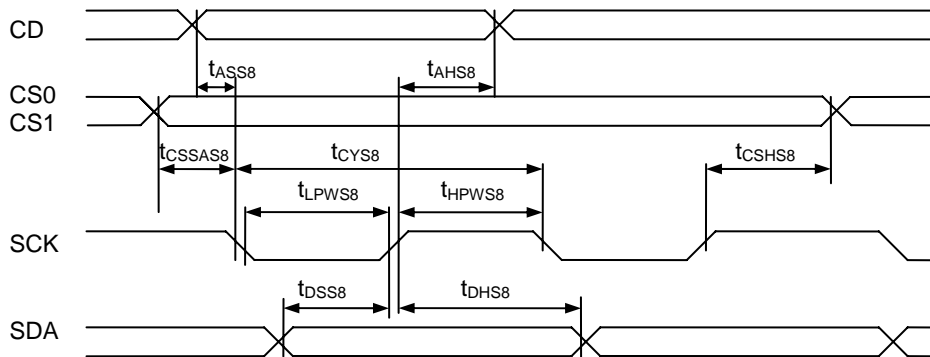 CD
tASS8 tAHS8
CS0
CS1
tCSSAS8 tCYS8 tCSHS8
tLPWS8 tHPWS8
SCK
tDSS8 tDHS8
SDA